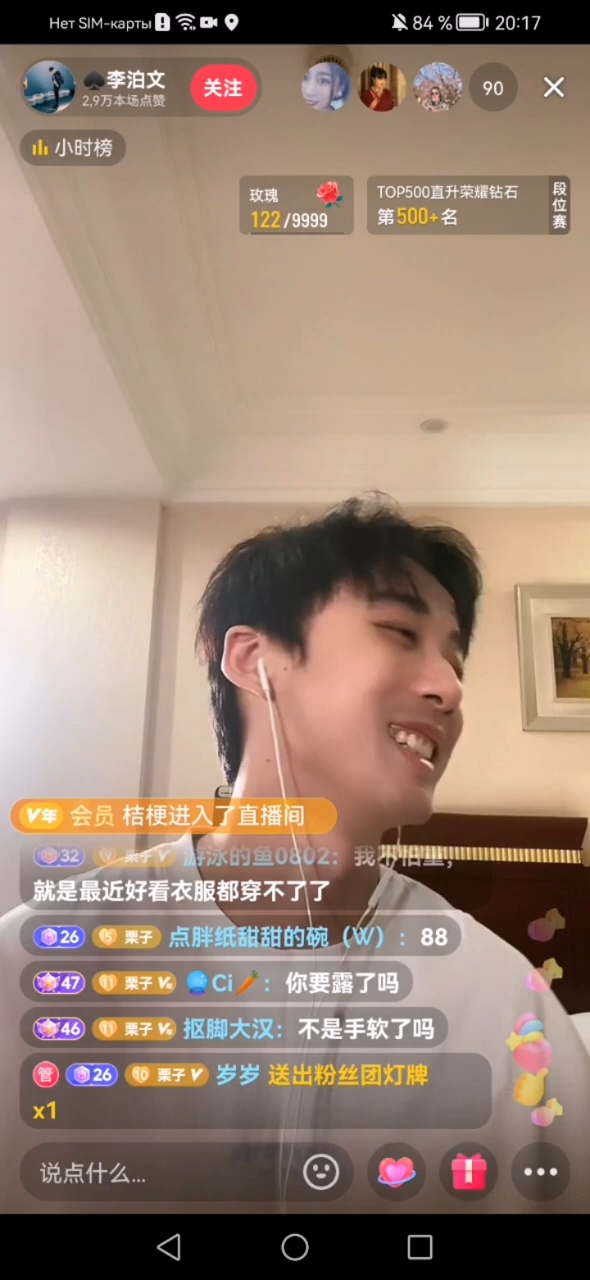 Нет SIM-карты
84 %
20:17
♠李泊文
2,9万本场点赞
关注
90
小时榜
玫瑰
122/9999
TOP500直升荣耀钻石
第500+名
段位赛
V年 会员 桔梗进入了直播间
32 栗子 V 游泳的鱼0802：我
就是最近好看衣服都穿不了了
26 5 栗子 点胖纸甜甜的碗（W）：88
47 11 栗子 V 🔮Ci🥕：你要露了吗
46 11 栗子 V 抠脚大汉：不是手软了吗
管 26 10 栗子 V 岁岁 送出粉丝团灯牌
x1
说点什么...